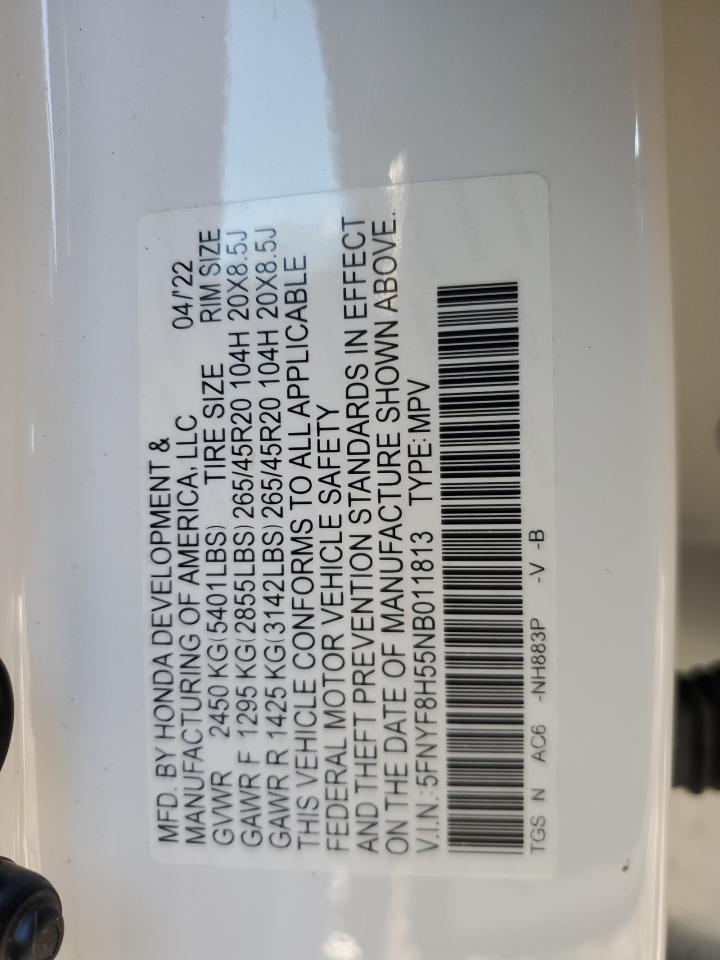 MFD. BY HONDA DEVELOPMENT &
MANUFACTURING OF AMERICA, LLC 04/'22
GVWR 2450 KG(5401LBS) TIRE SIZE RIM SIZE
GAWR F 1295 KG(2855LBS)265/45R20 104H 20X8.5J
GAWR R 1425 KG(3142LBS)265/45R20 104H 20X8.5J
THIS VEHICLE CONFORMS TO ALL APPLICABLE
FEDERAL MOTOR VEHICLE SAFETY
AND THEFT PREVENTION STANDARDS IN EFFECT
ON THE DATE OF MANUFACTURE SHOWN ABOVE.
V.I.N.:5FNYF8H55NB011813 TYPE:MPV
TGS N AC6 -NH883P -V -B